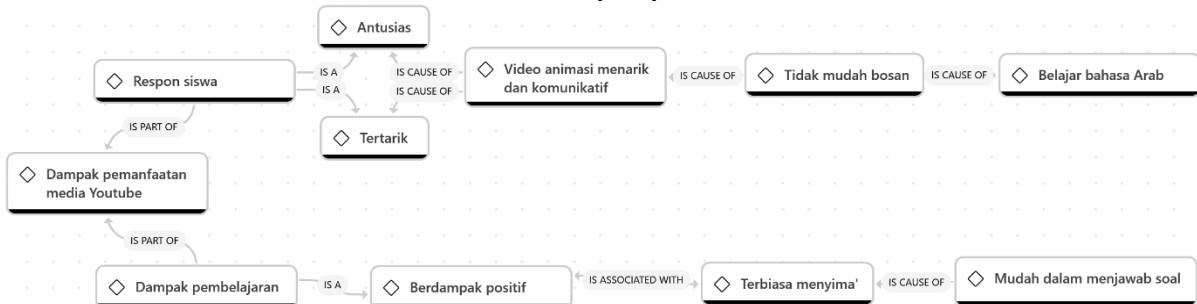 Antusias
Respon siswa
IS A
IS A
IS CAUSE OF
IS CAUSE OF
Video animasi menarik
dan komunikatif
IS CAUSE OF
Tidak mudah bosan
IS CAUSE OF
Belajar bahasa Arab
Tertarik
IS PART OF
Dampak pemanfaatan
media Youtube
IS PART OF
Dampak pembelajaran
IS A
Berdampak positif
IS ASSOCIATED WITH
Terbiasa menyima'
IS CAUSE OF
Mudah dalam menjawab soal